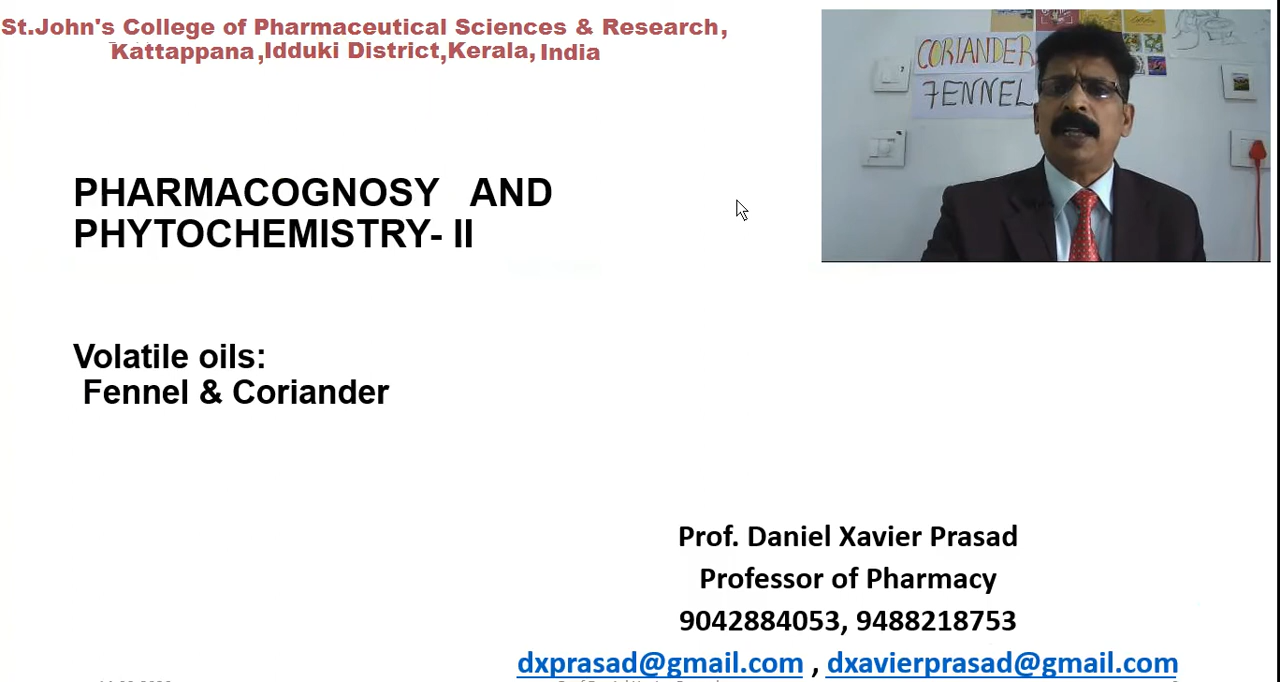 St.John's College of Pharmaceutical Sciences & Research,
Kattappana,Idduki District,Kerala, India
CORIANDER
FENNEL
PHARMACOGNOSY AND
PHYTOCHEMISTRY- II
Volatile oils:
Fennel & Coriander
Prof. Daniel Xavier Prasad
Professor of Pharmacy
9042884053, 9488218753
dxprasad@gmail.com , dxavierprasad@gmail.com